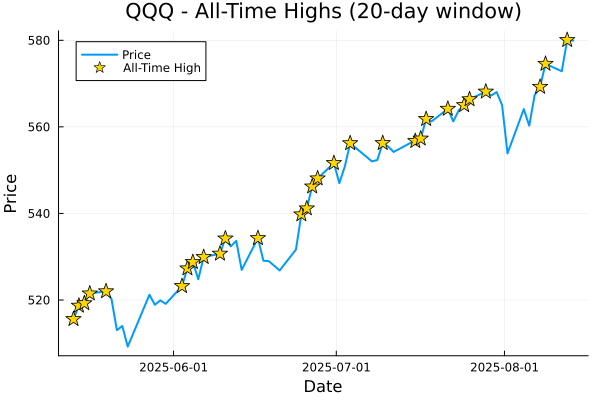 QQQ - All-Time Highs (20-day window)
Price
All-Time High
580
560
540
520
Price
2025-06-01
2025-07-01
2025-08-01
Date